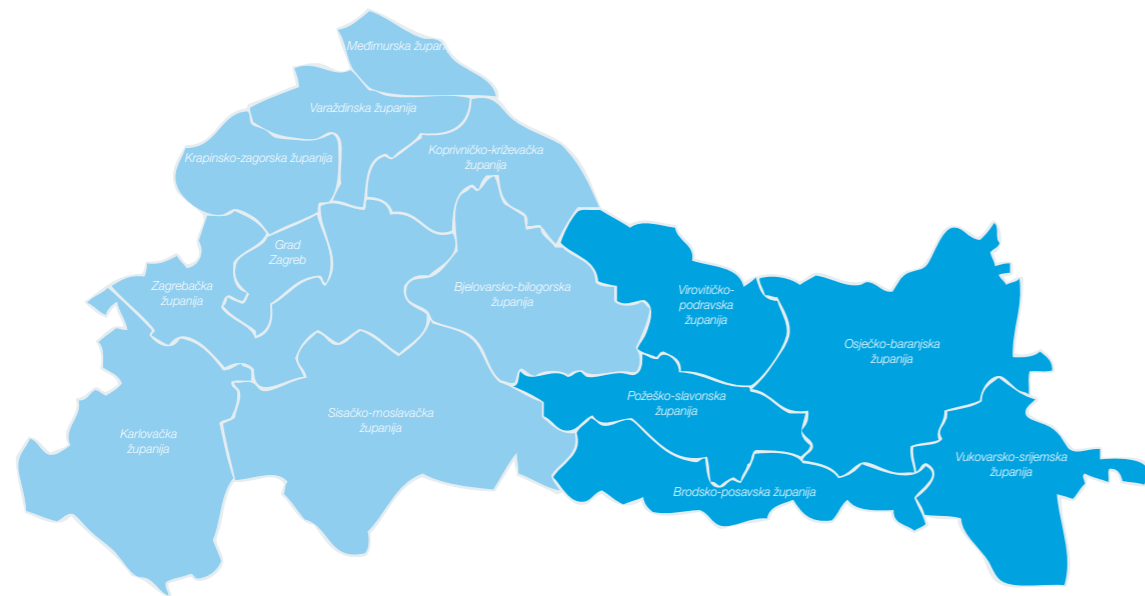 Međimurska župani
Varaždinska županija
Krapinsko-zagorska županija
Koprivničko-križevačka
županija
Grad
Zagreb
Zagrebačka
županija
Bjelovarsko-bilogorska
županija
Virovitičko-
podravska
županija
Osječko-baranjska
županija
Karlovačka
županija
Sisačko-moslavačka
županija
Požeško-slavonska
županija
Vukovarsko-srijemska
županija
Brodsko-posavska županija